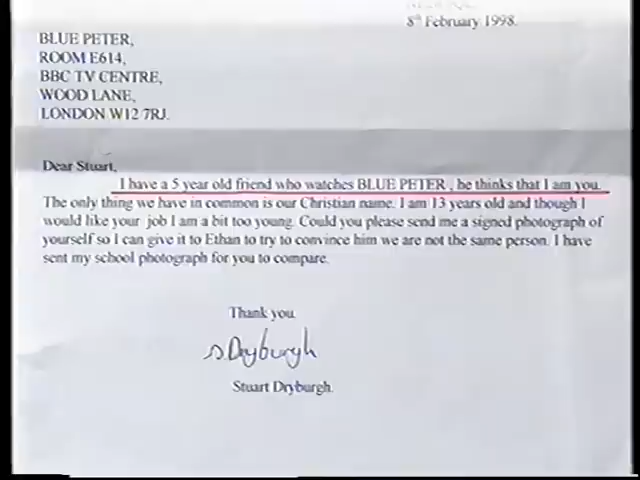 8th February 1998.
BLUE PETER,
ROOM E614,
BBC TV CENTRE,
WOOD LANE,
LONDON W12 7RJ.
Dear Stuart,
I have a 5 year old friend who watches BLUE PETER , he thinks that I am you.
The only thing we have in common is our Christian name. I am 13 years old and though I
would like your job I am a bit too young. Could you please send me a signed photograph of
yourself so I can give it to Ethan to try to convince him we are not the same person. I have
sent my school photograph for you to compare.
Thank you.
S.Dryburgh
Stuart Dryburgh.